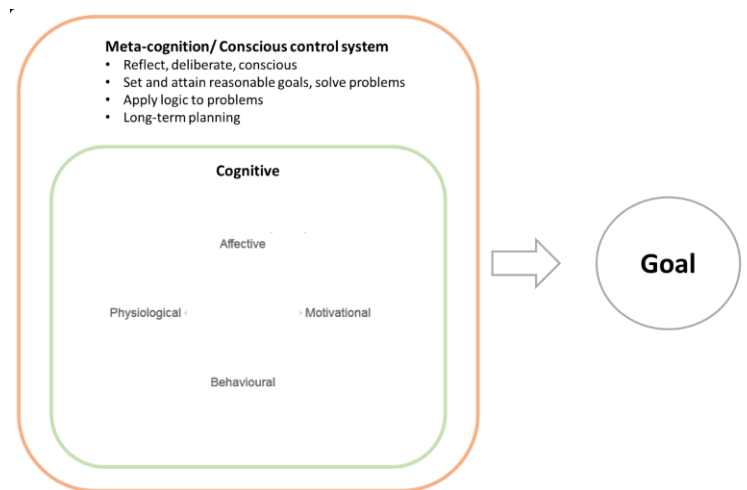 Meta-cognition/ Conscious control system
• Reflect, deliberate, conscious
• Set and attain reasonable goals, solve problems
• Apply logic to problems
• Long-term planning
Cognitive
Affective
Physiological
Motivational
Behavioural
Goal